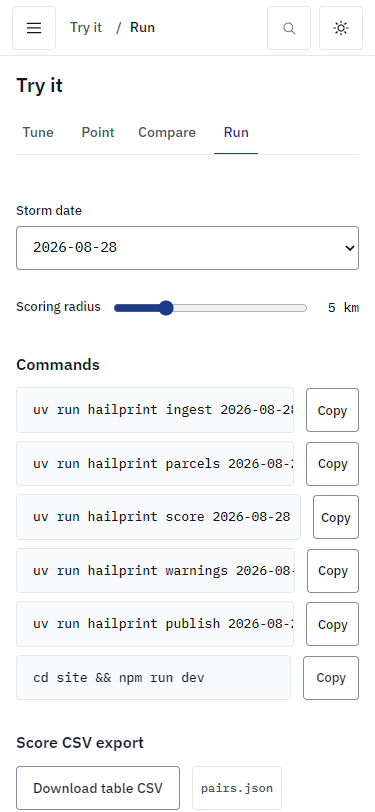 Try it / Run
Try it
Tune Point Compare Run
Storm date
2026-08-28
Scoring radius 5 km
Commands
uv run hailprint ingest 2026-08-28 Copy
uv run hailprint parcels 2026-08- Copy
uv run hailprint score 2026-08-28 Copy
uv run hailprint warnings 2026-08- Copy
uv run hailprint publish 2026-08- Copy
cd site && npm run dev Copy
Score CSV export
Download table CSV pairs.json